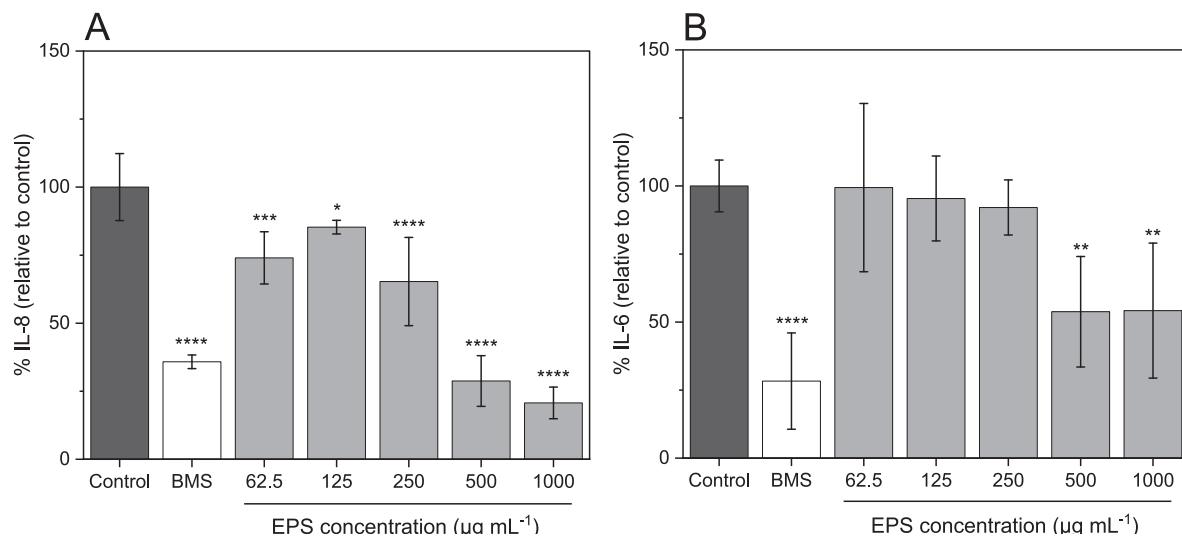 A
% IL-8 (relative to control)
150
100
50
0
***
*
****
****
****
****
Control BMS 62.5 125 250 500 1000
EPS concentration (µg mL⁻¹)
B
% IL-6 (relative to control)
150
100
50
0
**
**
****
Control BMS 62.5 125 250 500 1000
EPS concentration (µg mL⁻¹)